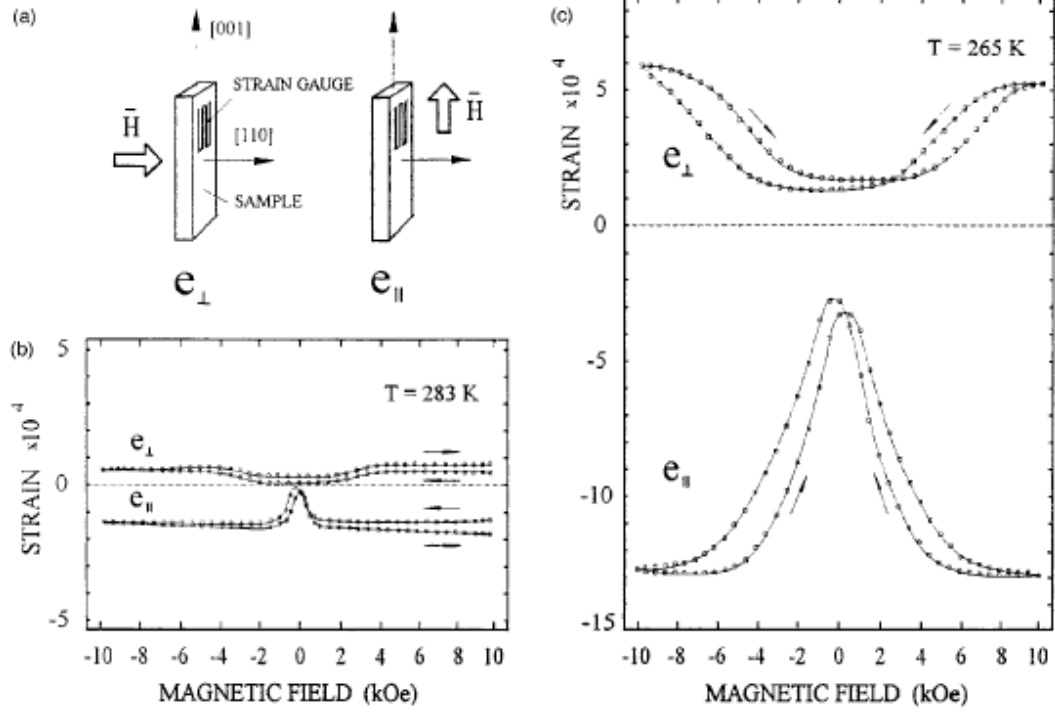 (a)
[001]
STRAIN GAUGE
H̄
H̄
[110]
SAMPLE
e⊥
e∥
(b)
5
T = 283 K
e⊥
0
e∥
-5
STRAIN x10⁻⁴
-10 -8 -6 -4 -2 0 2 4 6 8 10
MAGNETIC FIELD (kOe)
(c)
T = 265 K
5
e⊥
0
-5
-10
e∥
-15
STRAIN x10⁻⁴
-10 -8 -6 -4 -2 0 2 4 6 8 10
MAGNETIC FIELD (kOe)